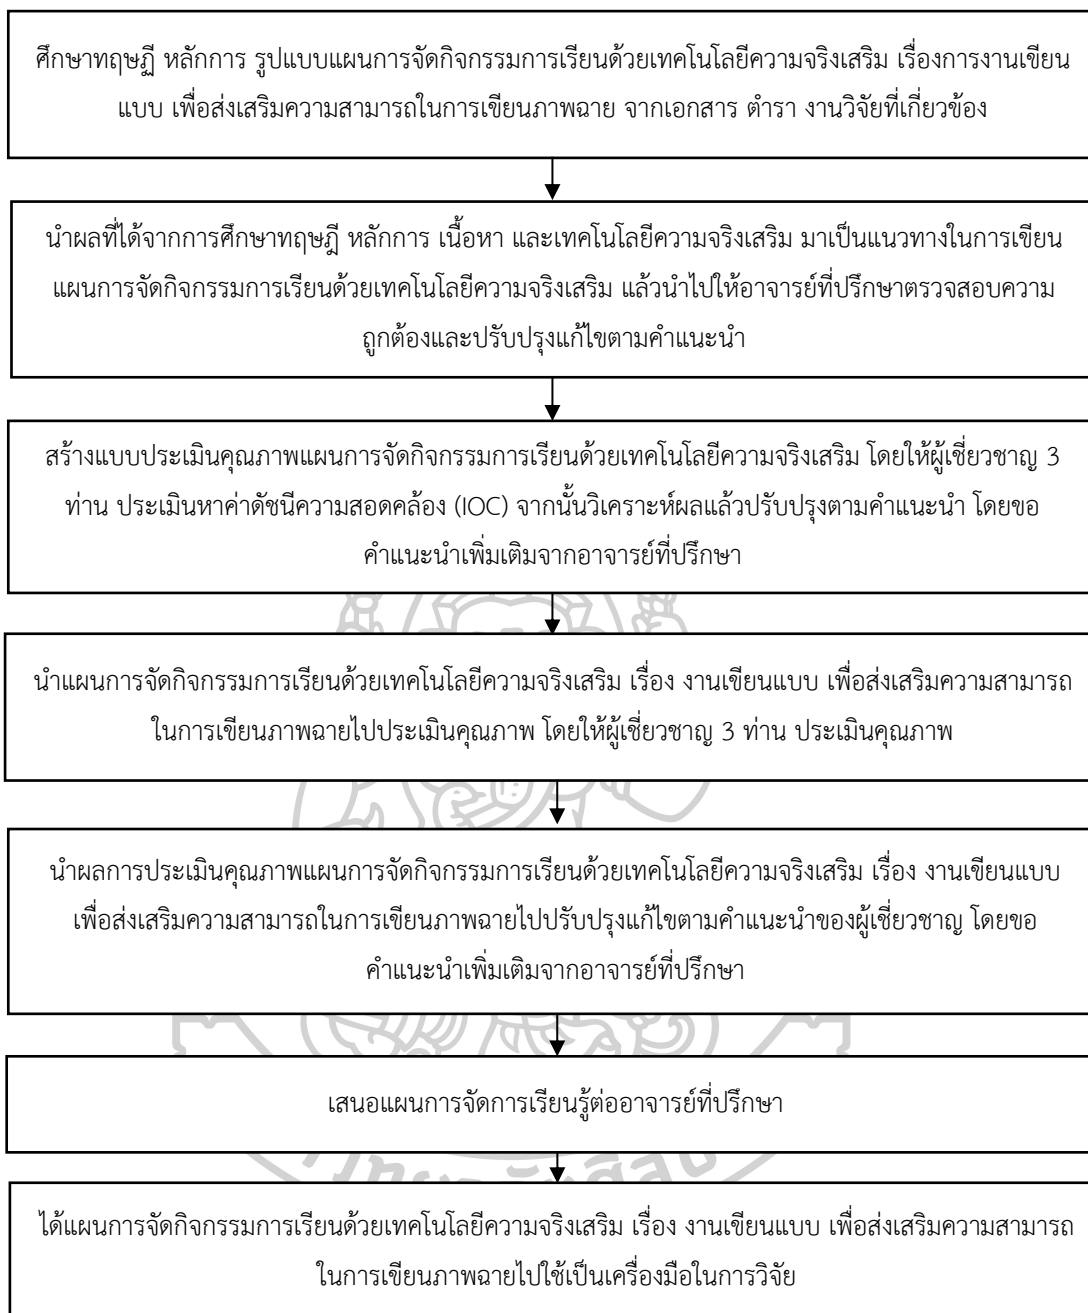 ศึกษาทฤษฏี หลักการ รูปแบบแผนการจัดกิจกรรมการเรียนด้วยเทคโนโลยีความจริงเสริม เรื่องการงานเขียน
แบบ เพื่อส่งเสริมความสามารถในการเขียนภาพฉาย จากเอกสาร ตำรา งานวิจัยที่เกี่ยวข้อง
นำผลที่ได้จากการศึกษาทฤษฎี หลักการ เนื้อหา และเทคโนโลยีความจริงเสริม มาเป็นแนวทางในการเขียน
แผนการจัดกิจกรรมการเรียนด้วยเทคโนโลยีความจริงเสริม แล้วนำไปให้อาจารย์ที่ปรึกษาตรวจสอบความ
ถูกต้องและปรับปรุงแก้ไขตามคำแนะนำ
สร้างแบบประเมินคุณภาพแผนการจัดกิจกรรมการเรียนด้วยเทคโนโลยีความจริงเสริม โดยให้ผู้เชี่ยวชาญ 3
ท่าน ประเมินหาค่าดัชนีความสอดคล้อง (IOC) จากนั้นวิเคราะห์ผลแล้วปรับปรุงตามคำแนะนำ โดยขอ
คำแนะนำเพิ่มเติมจากอาจารย์ที่ปรึกษา
นำแผนการจัดกิจกรรมการเรียนด้วยเทคโนโลยีความจริงเสริม เรื่อง งานเขียนแบบ เพื่อส่งเสริมความสามารถ
ในการเขียนภาพฉายไปประเมินคุณภาพ โดยให้ผู้เชี่ยวชาญ 3 ท่าน ประเมินคุณภาพ
นำผลการประเมินคุณภาพแผนการจัดกิจกรรมการเรียนด้วยเทคโนโลยีความจริงเสริม เรื่อง งานเขียนแบบ
เพื่อส่งเสริมความสามารถในการเขียนภาพฉายไปปรับปรุงแก้ไขตามคำแนะนำของผู้เชี่ยวชาญ โดยขอ
คำแนะนำเพิ่มเติมจากอาจารย์ที่ปรึกษา
เสนอแผนการจัดการเรียนรู้ต่ออาจารย์ที่ปรึกษา
ได้แผนการจัดกิจกรรมการเรียนด้วยเทคโนโลยีความจริงเสริม เรื่อง งานเขียนแบบ เพื่อส่งเสริมความสามารถ
ในการเขียนภาพฉายไปใช้เป็นเครื่องมือในการวิจัย